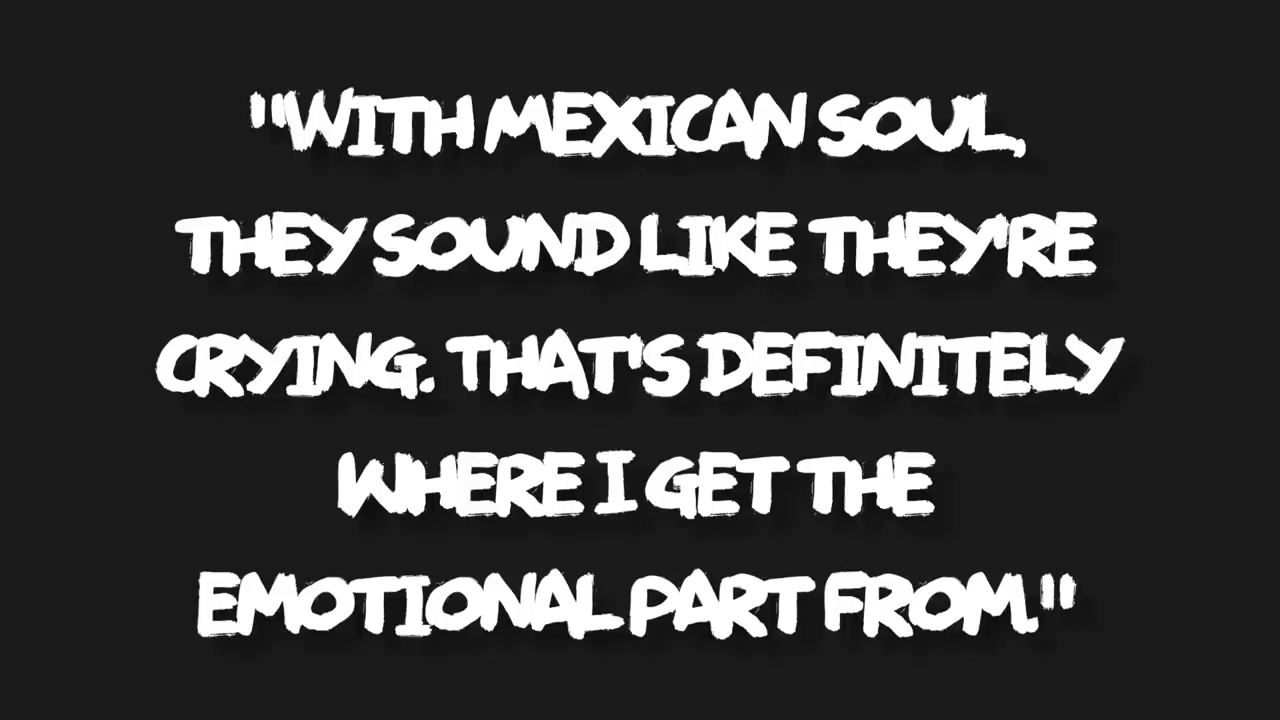 "WITH MEXICAN SOUL,
THEY SOUND LIKE THEY'RE
CRYING. THAT'S DEFINITELY
WHERE I GET THE
EMOTIONAL PART FROM."